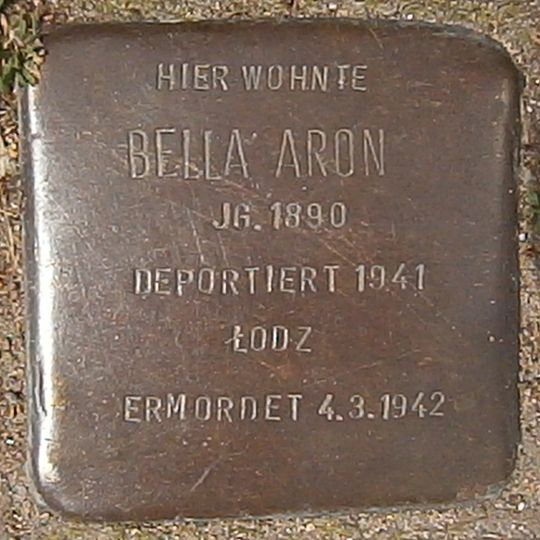 HIER WOHNTE
BELLA ARON
JG. 1890
DEPORTIERT 1941
ŁODZ
ERMORDET 4.3.1942